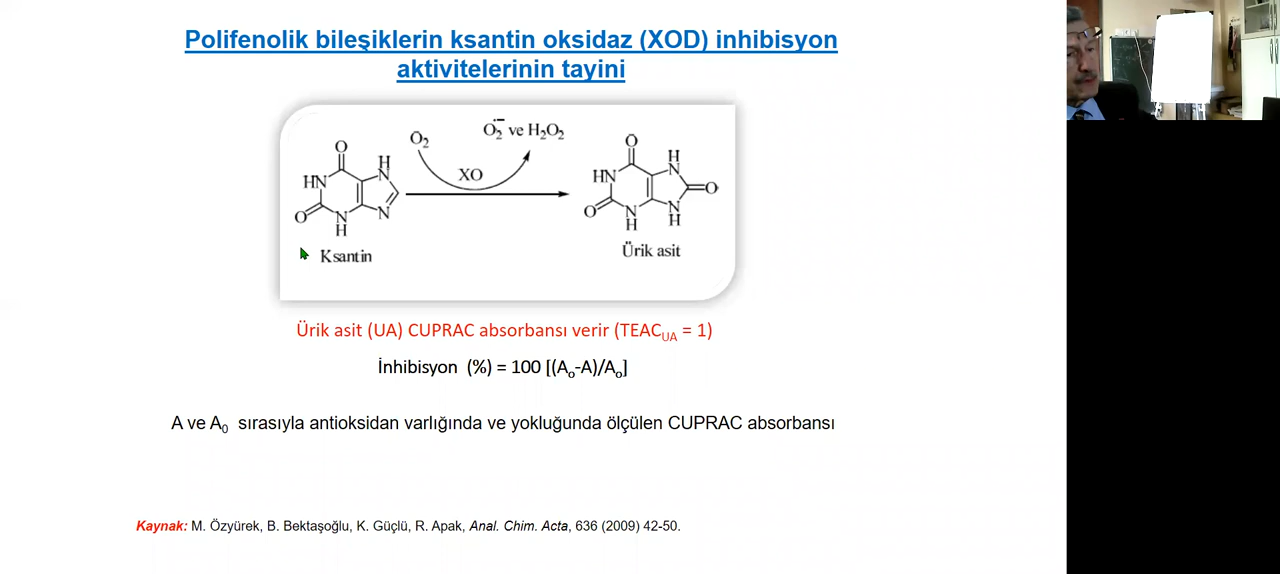 Polifenolik bileşiklerin ksantin oksidaz (XOD) inhibisyon
aktivitelerinin tayini
O₂
O₂•⁻ ve H₂O₂
XO
O
HN
O
N
H
H
N
N
Ksantin
O
HN
O
N
H
H
N
O
N
H
Ürik asit
Ürik asit (UA) CUPRAC absorbansı verir (TEAC_UA = 1)
İnhibisyon (%) = 100 [(Aₒ-A)/Aₒ]
A ve A₀ sırasıyla antioksidan varlığında ve yokluğunda ölçülen CUPRAC absorbansı
Kaynak: M. Özyürek, B. Bektaşoğlu, K. Güçlü, R. Apak, Anal. Chim. Acta, 636 (2009) 42-50.